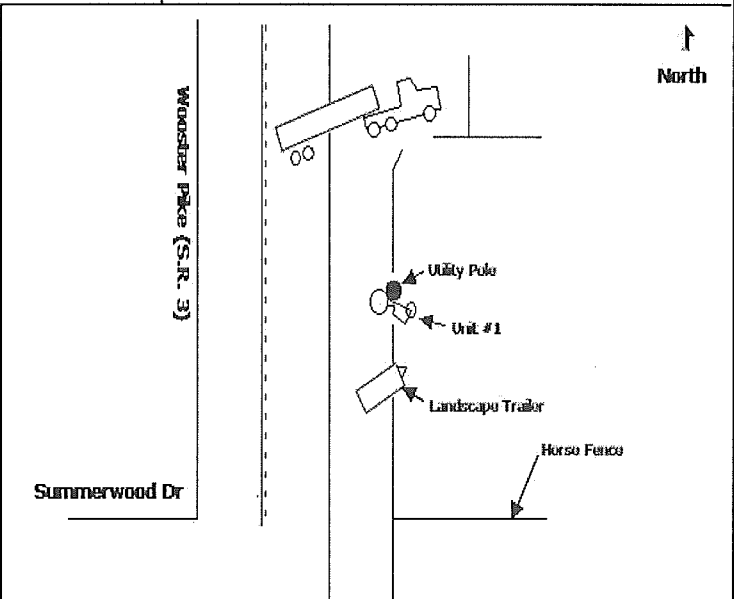 North
Wooster Pike (S.R. 3)
Utility Pole
Unit #1
Landscape Trailer
Horse Fence
Summerwood Dr